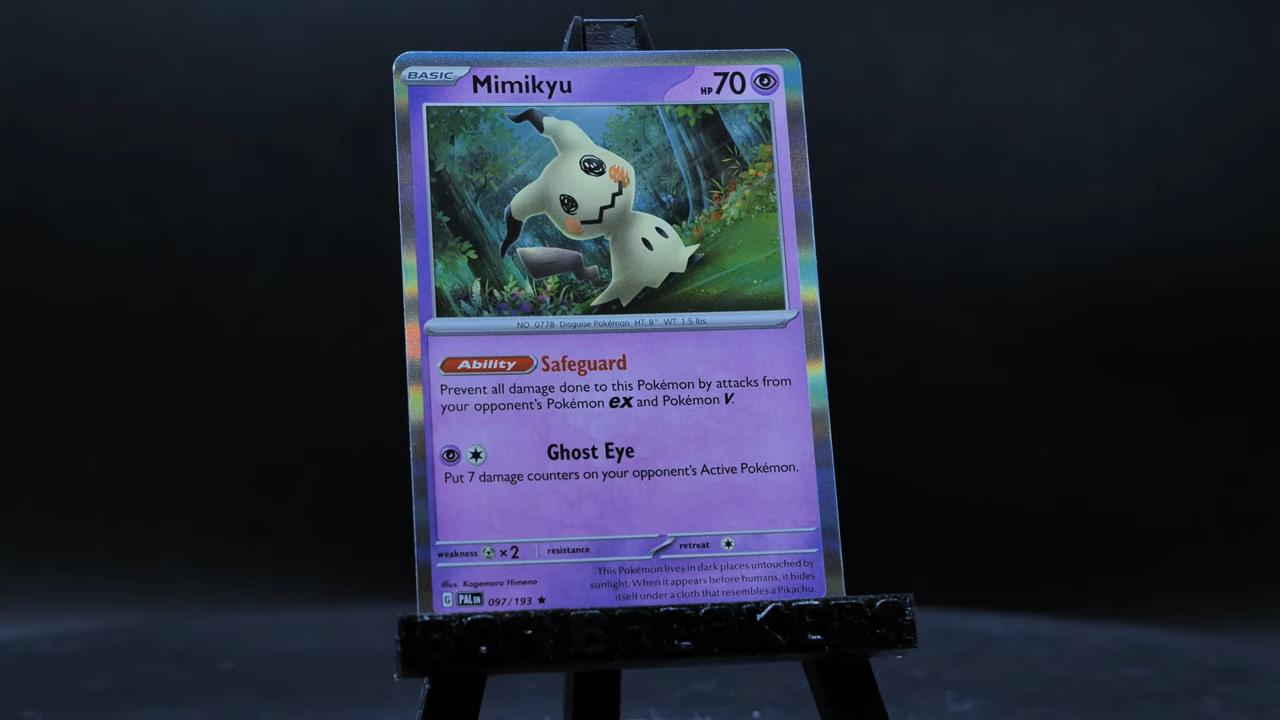 BASIC Mimikyu HP 70
NO. 0778 Disguise Pokémon HT: 8" WT: 1.5 lbs.
Ability Safeguard
Prevent all damage done to this Pokémon by attacks from
your opponent's Pokémon ex and Pokémon V.
Ghost Eye
Put 7 damage counters on your opponent's Active Pokémon.
weakness ×2 resistance retreat
This Pokémon lives in dark places untouched by
sunlight. When it appears before humans, it hides
itself under a cloth that resembles a Pikachu.
Illus. Kagemaru Himeno
G PAL EN 097/193 ★